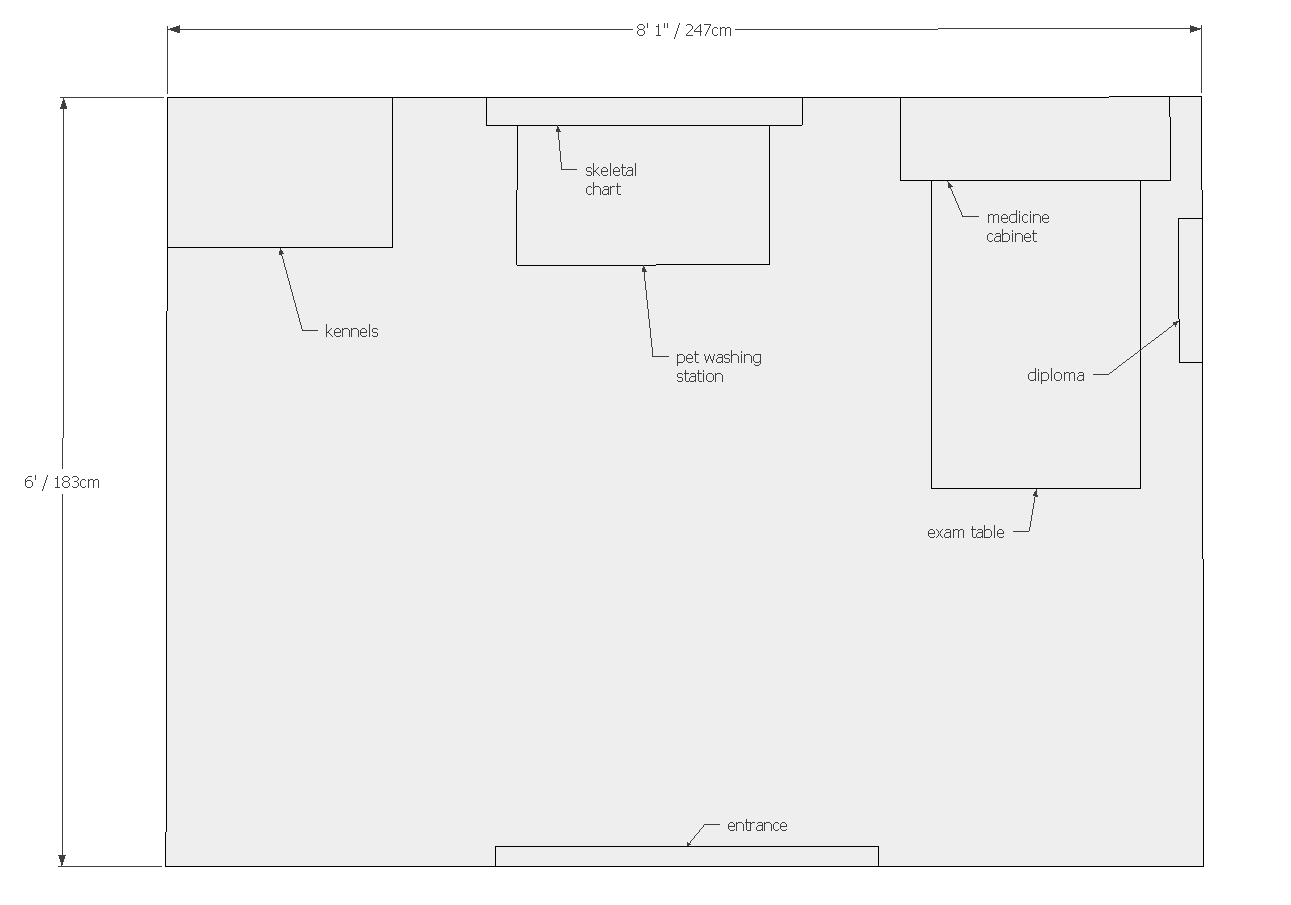 8' 1" / 247cm
skeletal
chart
medicine
cabinet
kennels
pet washing
station
diploma
6' / 183cm
exam table
entrance